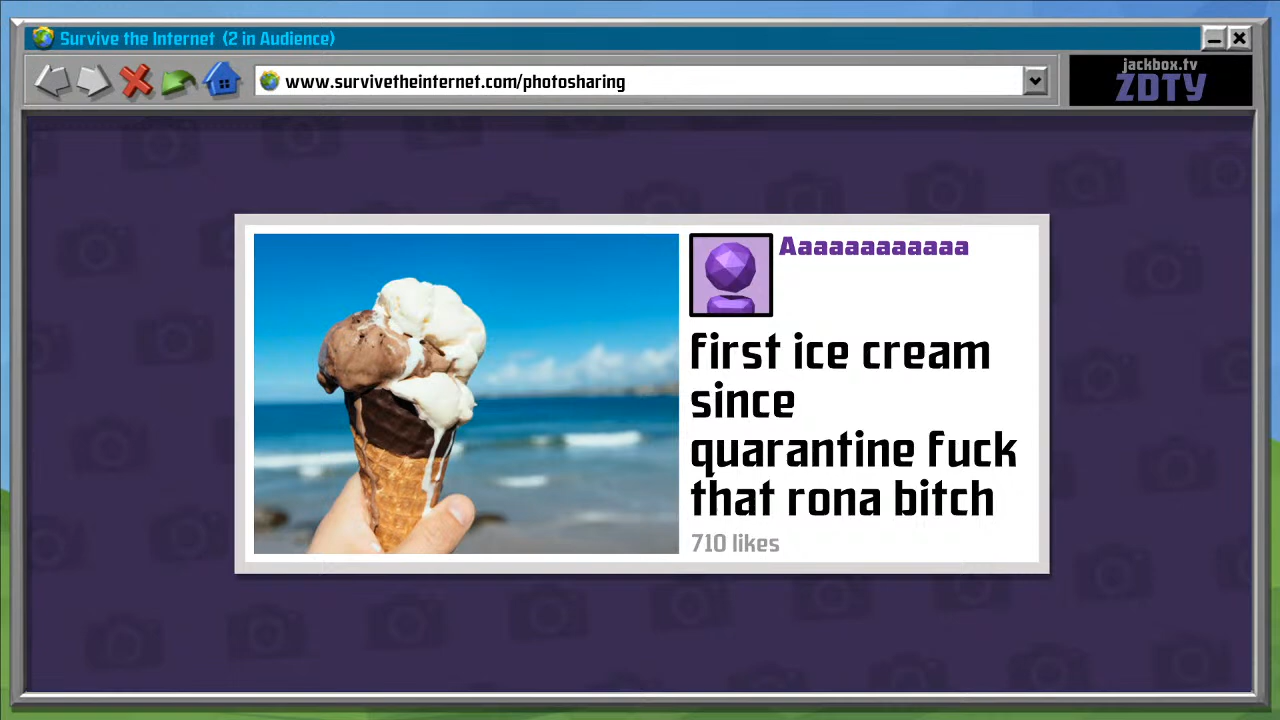 Survive the Internet (2 in Audience)
www.survivetheinternet.com/photosharing
jackbox.tv
ZDTY
Aaaaaaaaaaaa
first ice cream
since
quarantine fuck
that rona bitch
710 likes